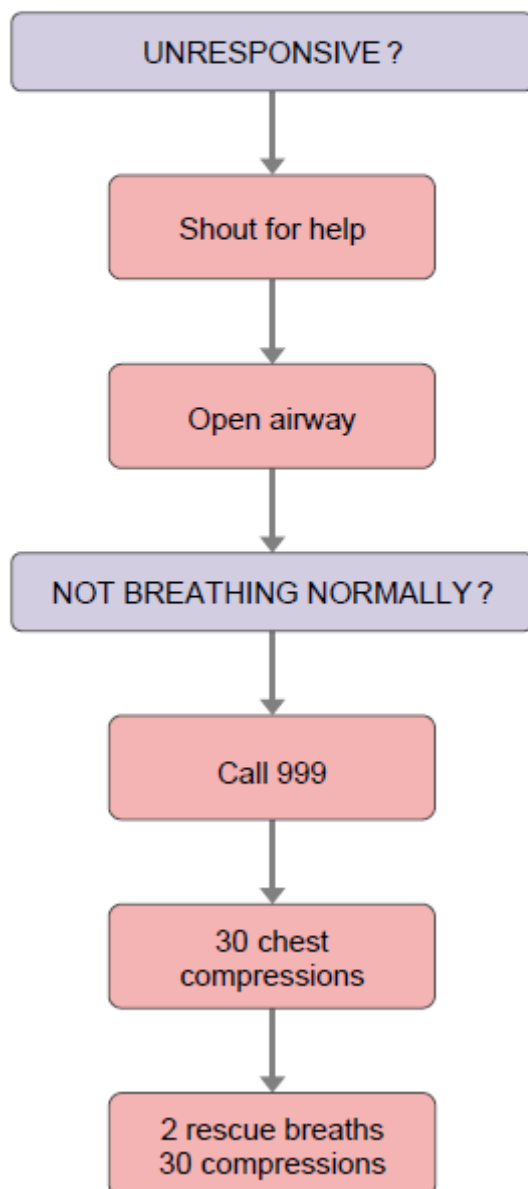 UNRESPONSIVE ?
Shout for help
Open airway
NOT BREATHING NORMALLY ?
Call 999
30 chest
compressions
2 rescue breaths
30 compressions